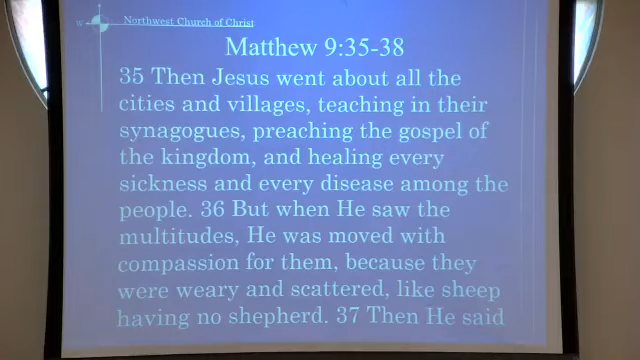 W Northwest Church of Christ
Matthew 9:35-38
35 Then Jesus went about all the
cities and villages, teaching in their
synagogues, preaching the gospel of
the kingdom, and healing every
sickness and every disease among the
people. 36 But when He saw the
multitudes, He was moved with
compassion for them, because they
were weary and scattered, like sheep
having no shepherd. 37 Then He said